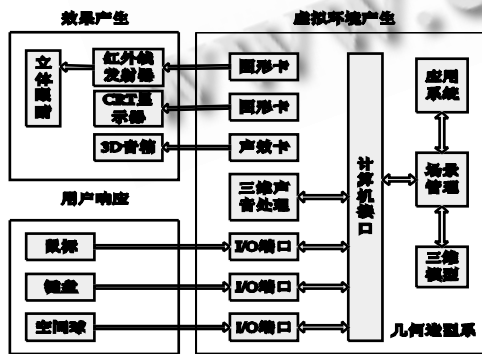 效果产生
虚拟环境产生
立体眼睛
红外线
发射器
CRT显
示器
3D音箱
图形卡
图形卡
声效卡
三维声
音处理
计算机接口
应用
系统
场景
管理
三维
模型
用户响应
鼠标
键盘
空间球
I/O端口
I/O端口
I/O端口
几何造型系